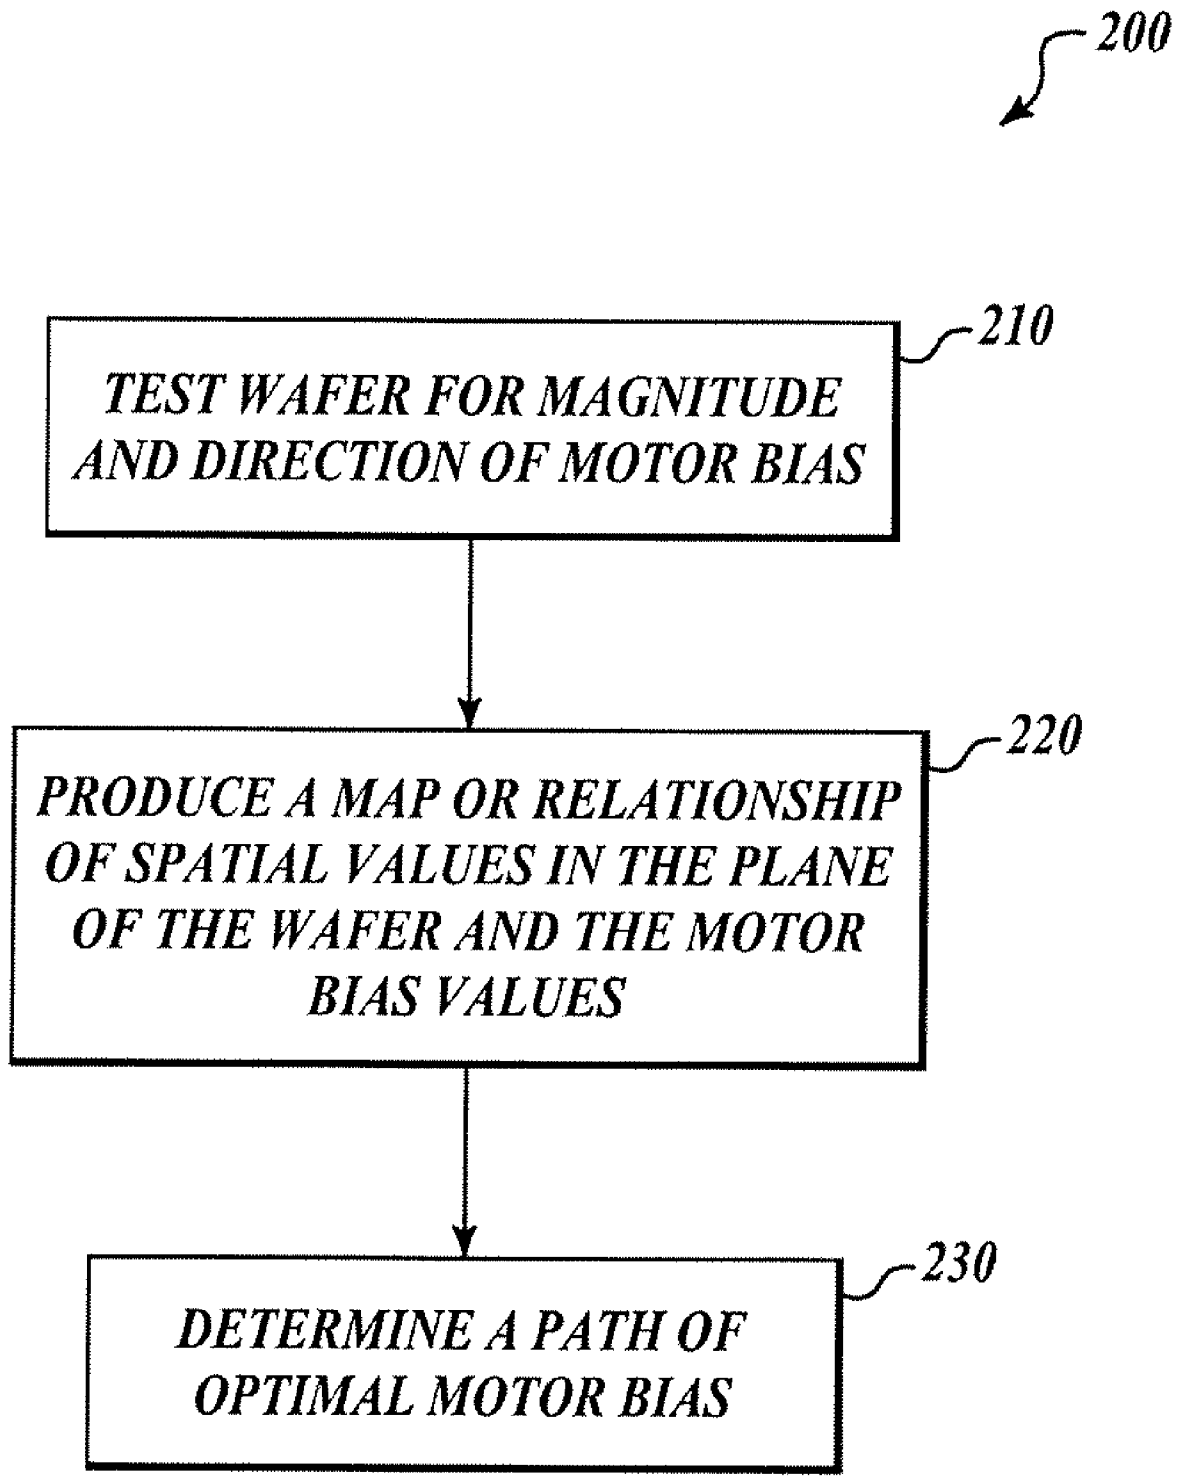 200
210
TEST WAFER FOR MAGNITUDE
AND DIRECTION OF MOTOR BIAS
220
PRODUCE A MAP OR RELATIONSHIP
OF SPATIAL VALUES IN THE PLANE
OF THE WAFER AND THE MOTOR
BIAS VALUES
230
DETERMINE A PATH OF
OPTIMAL MOTOR BIAS